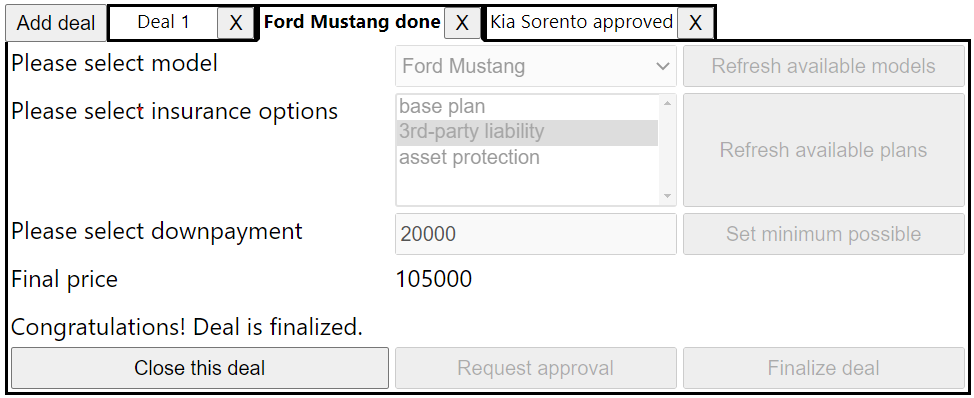 Add deal Deal 1 X Ford Mustang done X Kia Sorento approved X
Please select model Ford Mustang Refresh available models
Please select insurance options base plan
3rd-party liability
asset protection
Refresh available plans
Please select downpayment 20000 Set minimum possible
Final price 105000
Congratulations! Deal is finalized.
Close this deal Request approval Finalize deal